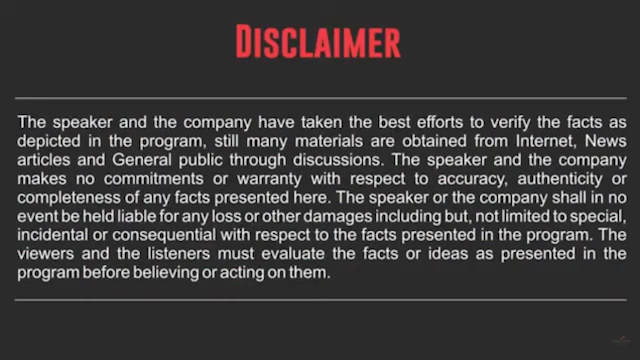 DISCLAIMER
The speaker and the company have taken the best efforts to verify the facts as
depicted in the program, still many materials are obtained from Internet, News
articles and General public through discussions. The speaker and the company
makes no commitments or warranty with respect to accuracy, authenticity or
completeness of any facts presented here. The speaker or the company shall in no
event be held liable for any loss or other damages including but, not limited to special,
incidental or consequential with respect to the facts presented in the program. The
viewers and the listeners must evaluate the facts or ideas as presented in the
program before believing or acting on them.